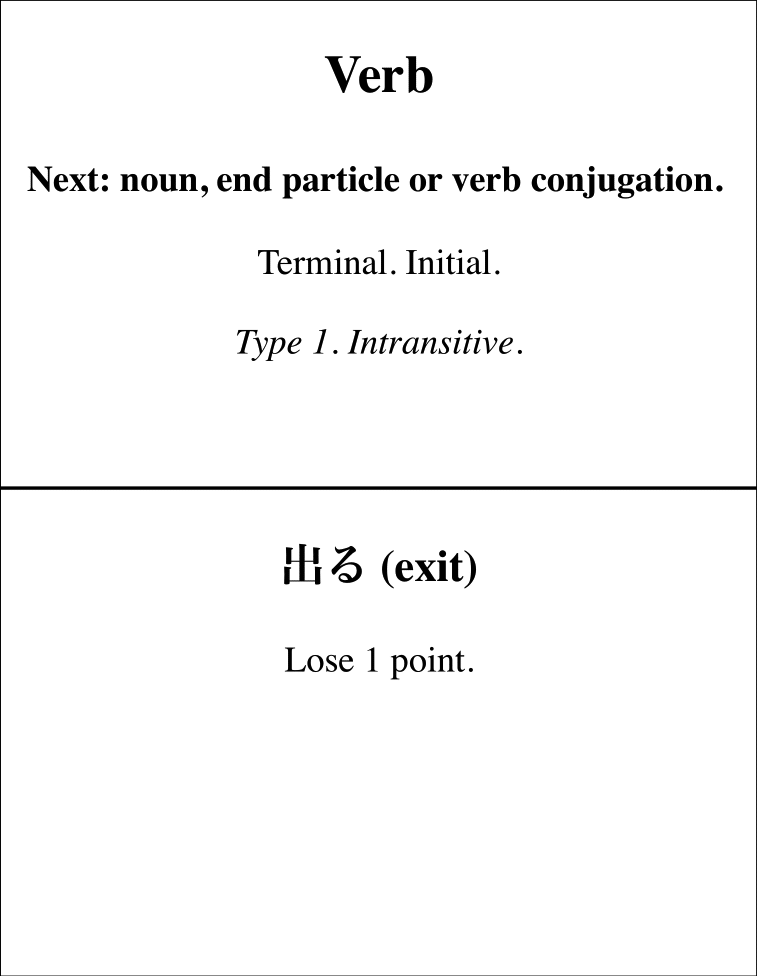 Verb
Next: noun, end particle or verb conjugation.
Terminal. Initial.
Type 1. Intransitive.
出る (exit)
Lose 1 point.